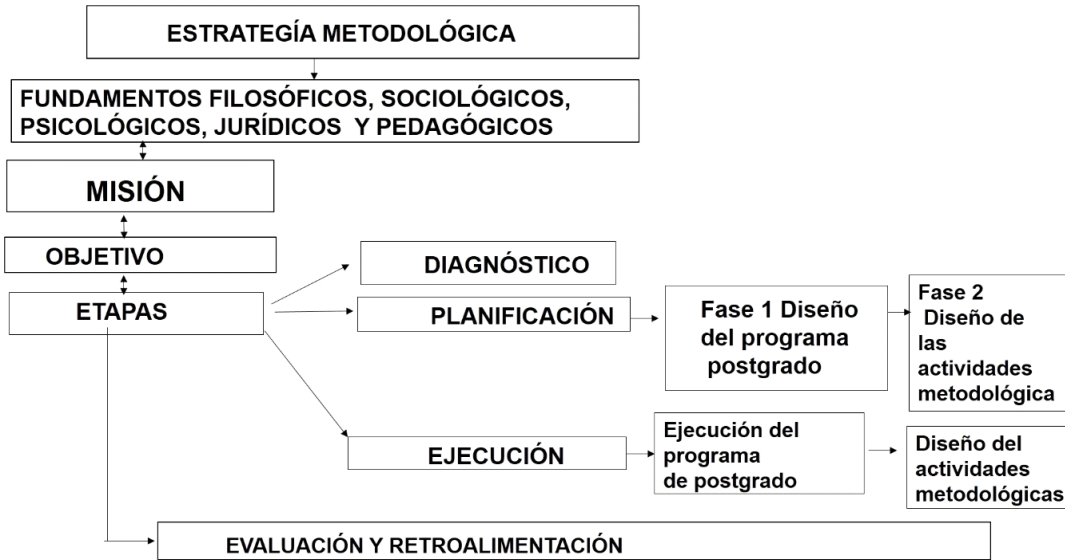 ESTRATEGÍA METODOLÓGICA
FUNDAMENTOS FILOSÓFICOS, SOCIOLÓGICOS,
PSICOLÓGICOS, JURÍDICOS Y PEDAGÓGICOS
MISIÓN
OBJETIVO
ETAPAS
DIAGNÓSTICO
PLANIFICACIÓN
Fase 1 Diseño
del programa
postgrado
Fase 2
Diseño de
las
actividades
metodológica
EJECUCIÓN
Ejecución del
programa
de postgrado
Diseño del
actividades
metodológicas
EVALUACIÓN Y RETROALIMENTACIÓN